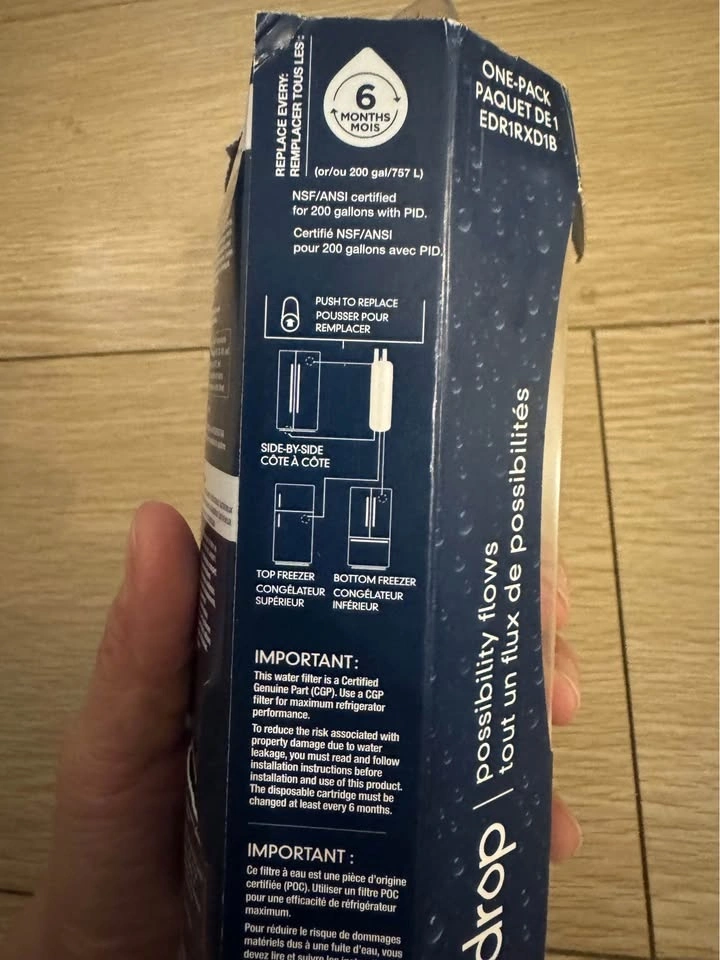 REPLACE EVERY:
REMPLACER TOUS LES :
6
MONTHS
MOIS
(or/ou 200 gal/757 L)
NSF/ANSI certified
for 200 gallons with PID.
Certifié NSF/ANSI
pour 200 gallons avec PID.
PUSH TO REPLACE
POUSSER POUR
REMPLACER
SIDE-BY-SIDE
CÔTE À CÔTE
TOP FREEZER
CONGÉLATEUR
SUPÉRIEUR
BOTTOM FREEZER
CONGÉLATEUR
INFÉRIEUR
IMPORTANT:
This water filter is a Certified
Genuine Part (CGP). Use a CGP
filter for maximum refrigerator
performance.
To reduce the risk associated with
property damage due to water
leakage, you must read and follow
installation instructions before
installation and use of this product.
The disposable cartridge must be
changed at least every 6 months.
IMPORTANT :
Ce filtre à eau est une pièce d'origine
certifiée (POC). Utiliser un filtre POC
pour une efficacité de réfrigérateur
maximum.
Pour réduire le risque de dommages
matériels dus à une fuite d'eau, vous
devez lire et suivre les
ONE-PACK
PAQUET DE 1
EDR1RXD1B
drop | possibility flows
tout un flux de possibilités